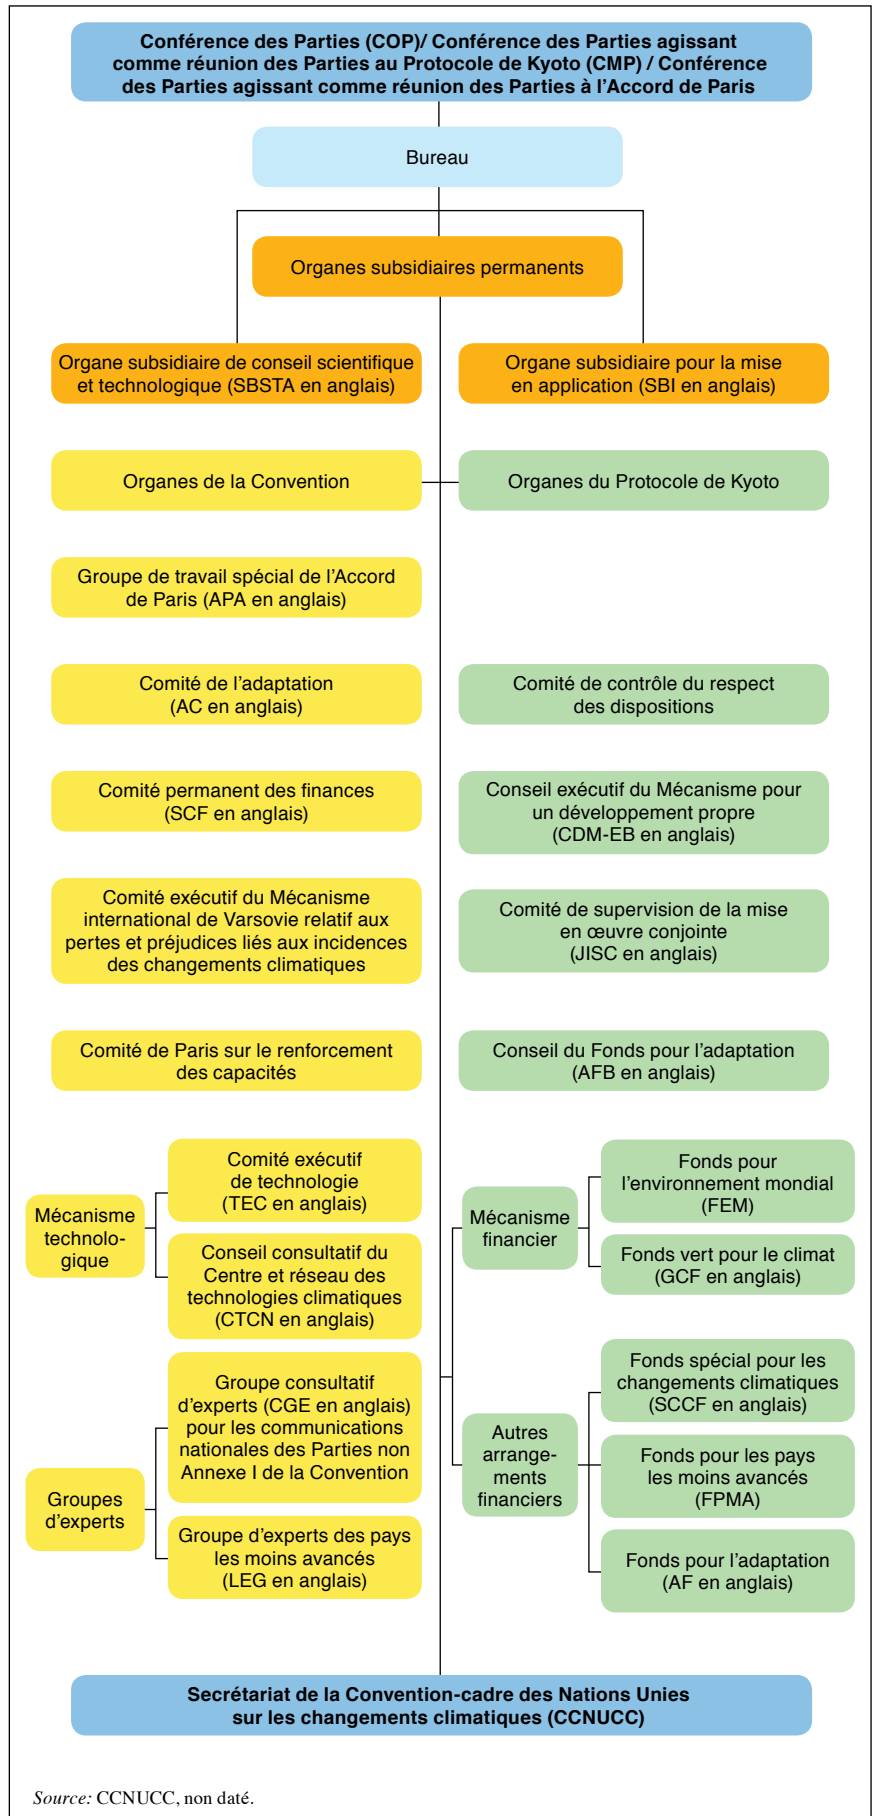 Conférence des Parties (COP)/ Conférence des Parties agissant
comme réunion des Parties au Protocole de Kyoto (CMP) / Conférence
des Parties agissant comme réunion des Parties à l’Accord de Paris
Bureau
Organes subsidiaires permanents
Organe subsidiaire de conseil scientifique
et technologique (SBSTA en anglais)
Organe subsidiaire pour la mise
en application (SBI en anglais)
Organes de la Convention
Organes du Protocole de Kyoto
Groupe de travail spécial de l’Accord
de Paris (APA en anglais)
Comité de l’adaptation
(AC en anglais)
Comité de contrôle du respect
des dispositions
Comité permanent des finances
(SCF en anglais)
Conseil exécutif du Mécanisme pour
un développement propre
(CDM-EB en anglais)
Comité exécutif du Mécanisme
international de Varsovie relatif aux
pertes et préjudices liés aux incidences
des changements climatiques
Comité de supervision de la mise
en œuvre conjointe
(JISC en anglais)
Comité de Paris sur le renforcement
des capacités
Conseil du Fonds pour l’adaptation
(AFB en anglais)
Mécanisme
technolo-
gique
Comité exécutif
de technologie
(TEC en anglais)
Conseil consultatif du
Centre et réseau des
technologies climatiques
(CTCN en anglais)
Mécanisme
financier
Fonds pour
l’environnement mondial
(FEM)
Fonds vert pour le climat
(GCF en anglais)
Groupes
d’experts
Groupe consultatif
d’experts (CGE en anglais)
pour les communications
nationales des Parties non
Annexe I de la Convention
Groupe d’experts des pays
les moins avancés
(LEG en anglais)
Autres
arrange-
ments
financiers
Fonds spécial pour les
changements climatiques
(SCCF en anglais)
Fonds pour les pays
les moins avancés
(FPMA)
Fonds pour l’adaptation
(AF en anglais)
Secrétariat de la Convention-cadre des Nations Unies
sur les changements climatiques (CCNUCC)
Source: CCNUCC, non daté.